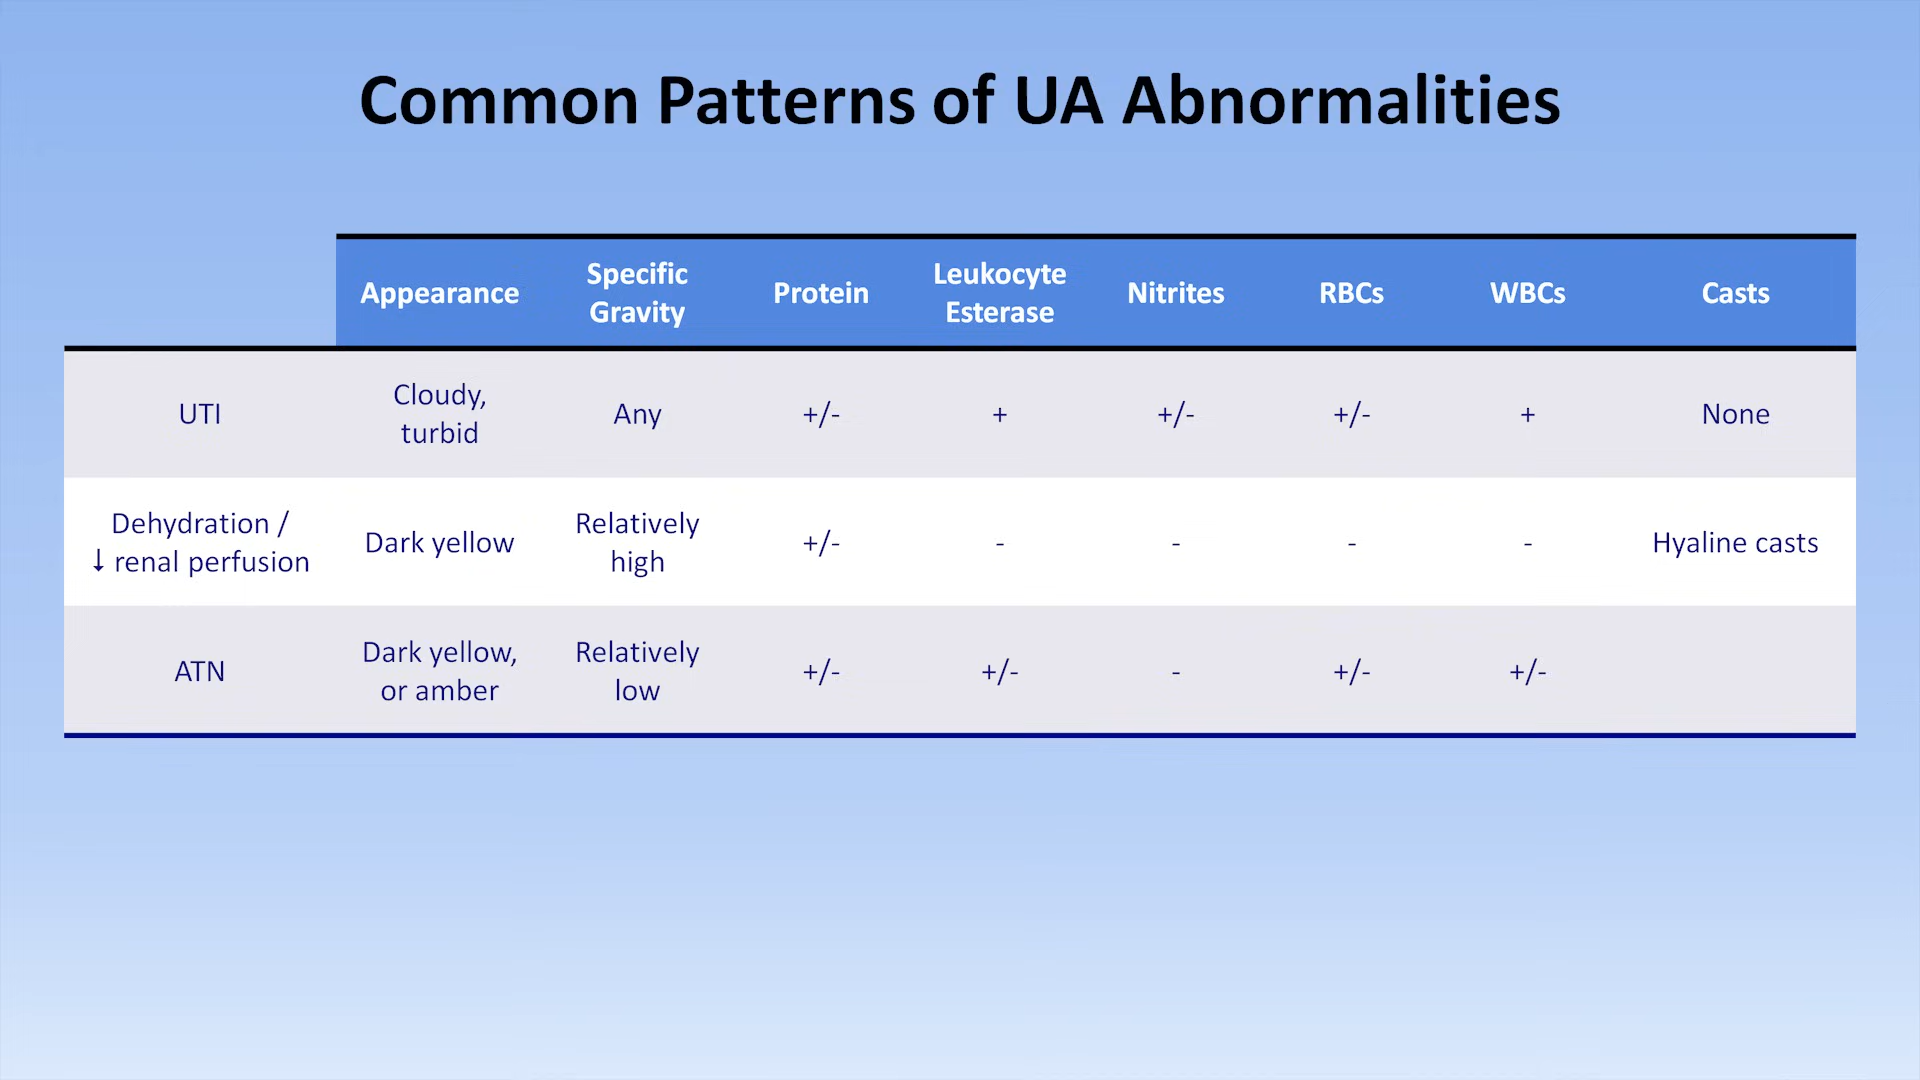 Common Patterns of UA Abnormalities
Appearance Specific Gravity Protein Leukocyte Esterase Nitrites RBCs WBCs Casts
UTI Cloudy, turbid Any +/- + +/- +/- + None
Dehydration / ↓ renal perfusion Dark yellow Relatively high +/- - - - - Hyaline casts
ATN Dark yellow, or amber Relatively low +/- +/- - +/- +/-